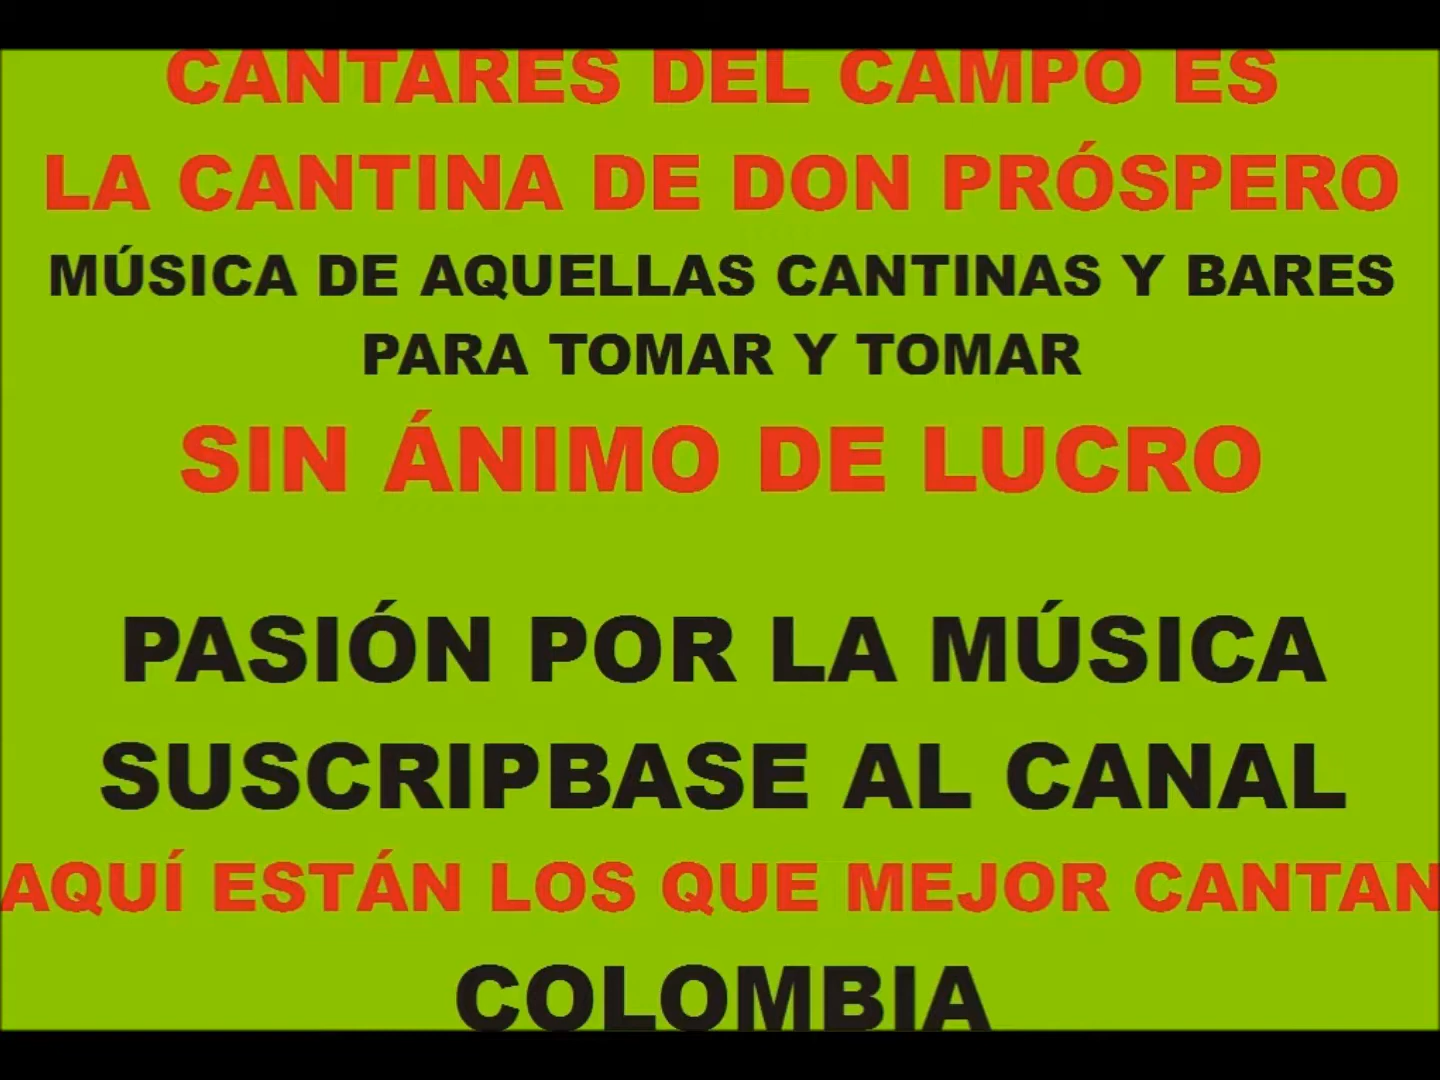 CANTARES DEL CAMPO ES
LA CANTINA DE DON PRÓSPERO
MÚSICA DE AQUELLAS CANTINAS Y BARES
PARA TOMAR Y TOMAR
SIN ÁNIMO DE LUCRO
PASIÓN POR LA MÚSICA
SUSCRIPBASE AL CANAL
AQUÍ ESTÁN LOS QUE MEJOR CANTAN
COLOMBIA